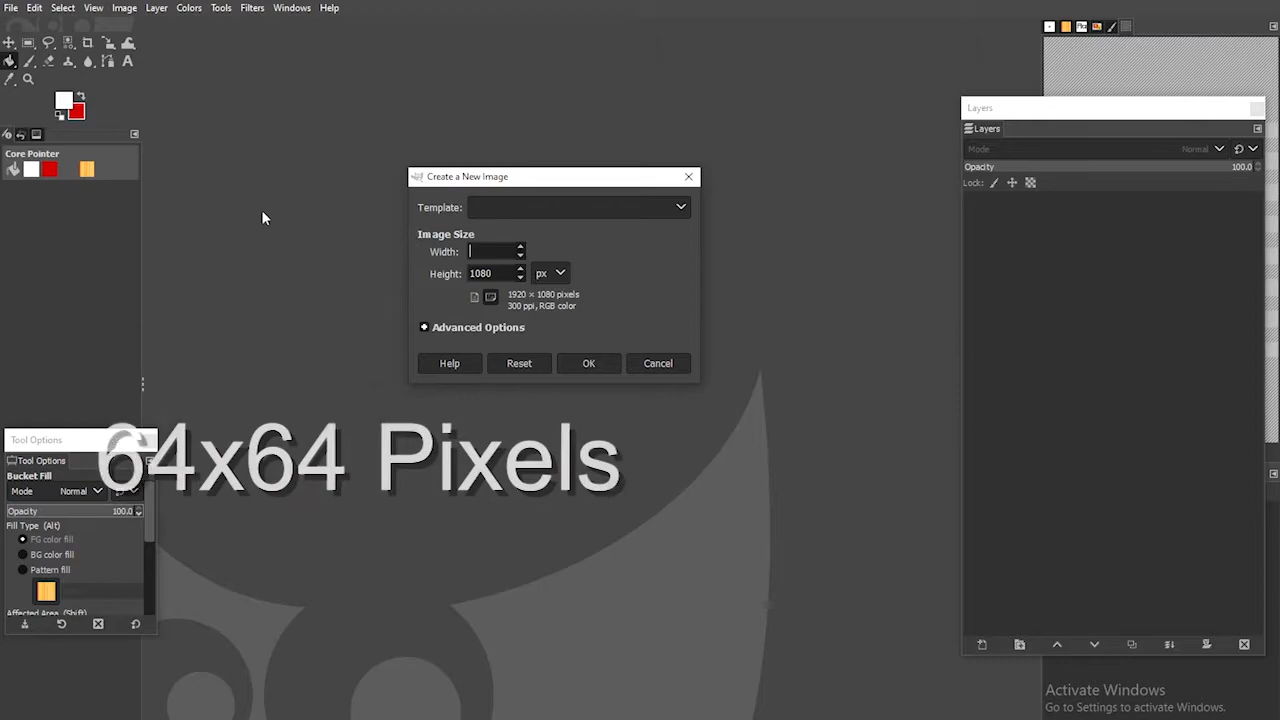 File Edit Select View Image Layer Colors Tools Filters Windows Help
Core Pointer
Layers
Layers
Mode Normal
Opacity 100.0
Lock:
Create a New Image
Template:
Image Size
Width:
Height: 1080 px
1920 × 1080 pixels
300 ppi, RGB color
Advanced Options
Help Reset OK Cancel
64x64 Pixels
Tool Options
Tool Options
Bucket Fill
Mode Normal
Opacity 100.0
Fill Type (Alt)
FG color fill
BG color fill
Pattern fill
Affected Area (Shift)
Activate Windows
Go to Settings to activate Windows.